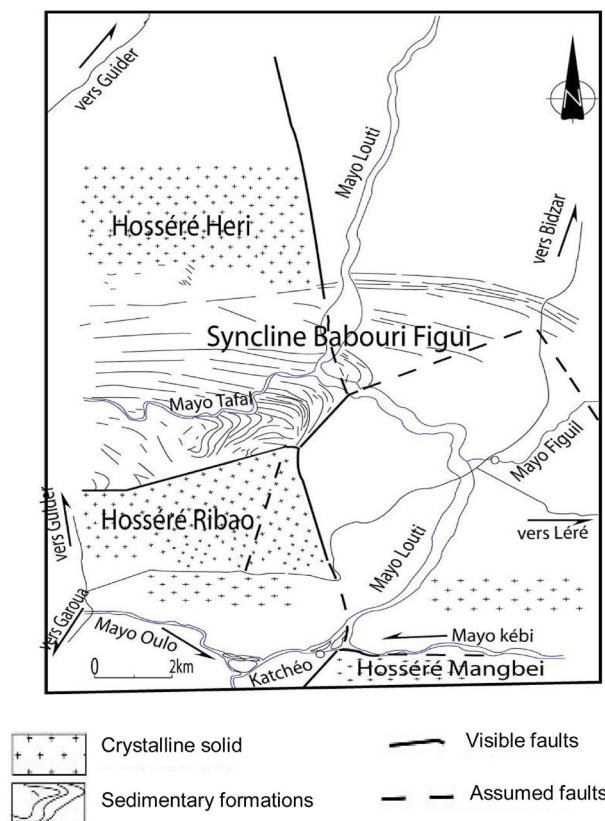 vers Guider
N
Mayo Louti
Hosséré Heri
vers Bidzar
Syncline Babouri Figui
Mayo Tafal
Mayo Figuil
Hosséré Ribao
vers Guider
vers Léré
Mayo Louti
vers Garoua
Mayo Oulo
Mayo kébi
0 2km
Katchéo
Hosséré Mangbei
Crystalline solid
Visible faults
Sedimentary formations
Assumed faults